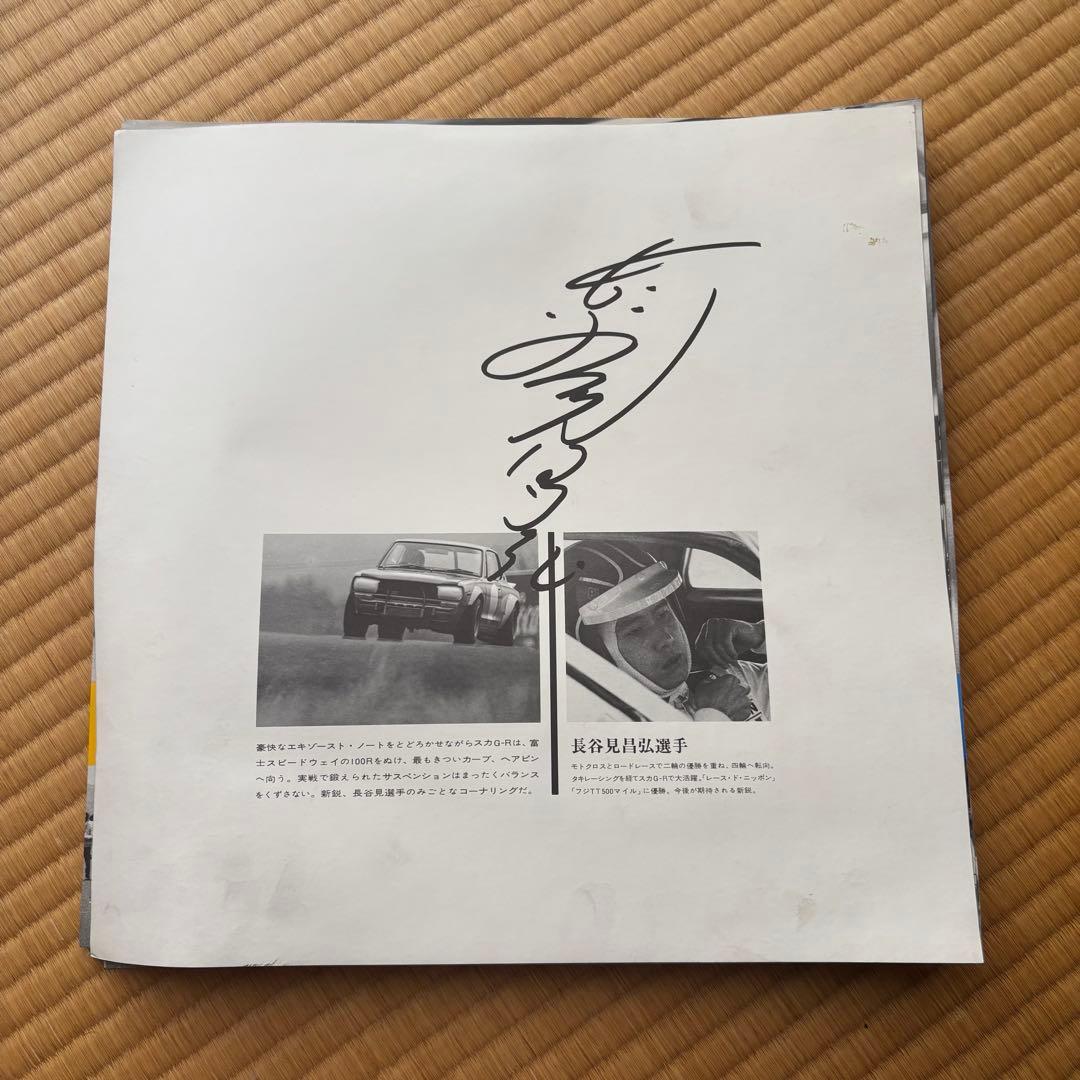 豪快なエキゾースト・ノートをとどろかせながらスカG-Rは、富
士スピードウェイの100Rをぬけ、最もきついカーブ、ヘアピン
へ向う。実戦で鍛えられたサスペンションはまったくバランス
をくずさない。新鋭、長谷見選手のみごとなコーナリングだ。
長谷見昌弘選手
モトクロスとロードレースで二輪の優勝を重ね、四輪へ転向。
タキレーシングを経てスカG-Rで大活躍。「レース・ド・ニッポン」
「フジTT500マイル」に優勝。今後が期待される新鋭。